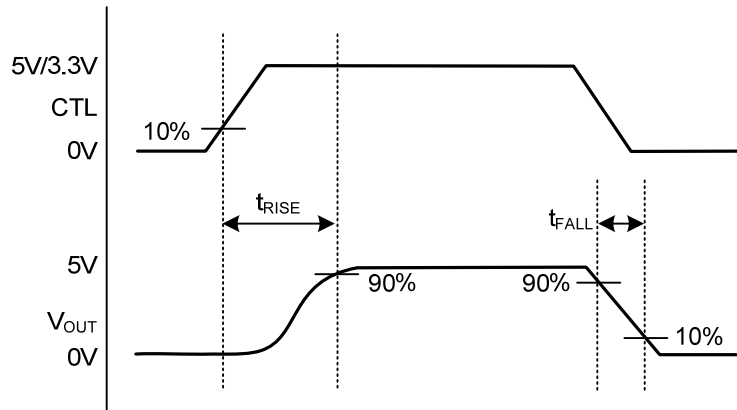 5V/3.3V
CTL
10%
0V
tRISE
tFALL
5V
90%
90%
VOUT
10%
0V